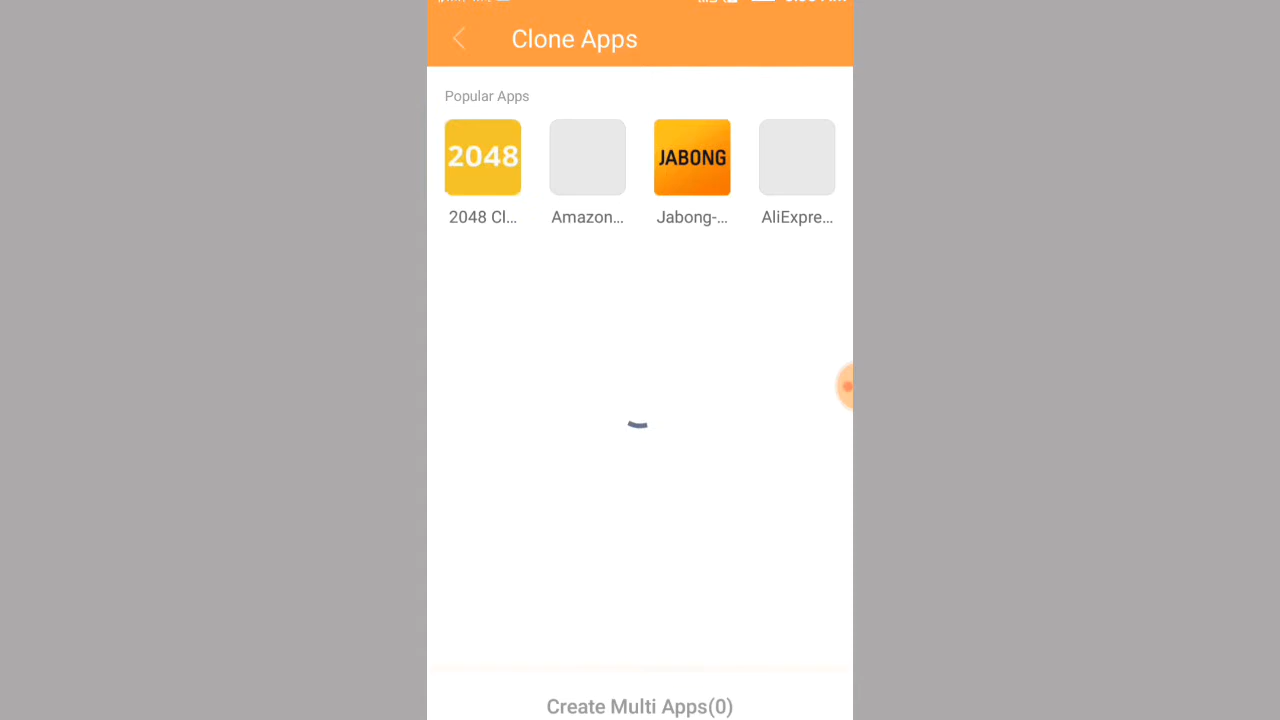 Clone Apps
Popular Apps
2048
JABONG
2048 Cl...
Amazon...
Jabong-...
AliExpre...
Create Multi Apps(0)